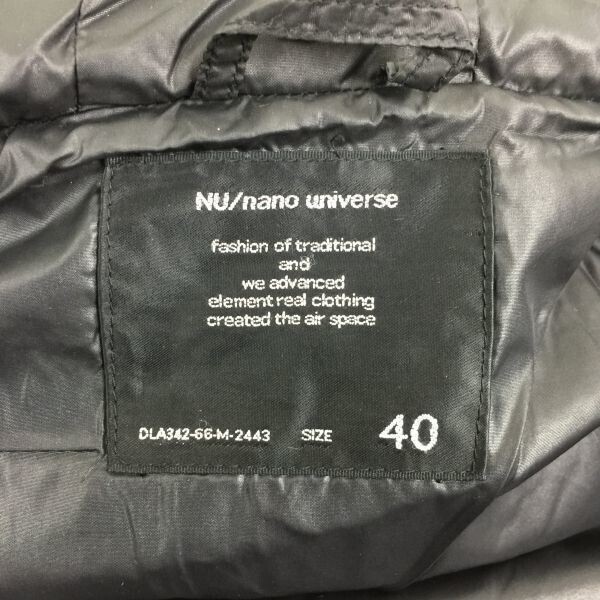 NU/nano universe
fashion of traditional
and
we advanced
element real clothing
created the air space
DLA342-66-M-2443 SIZE 40